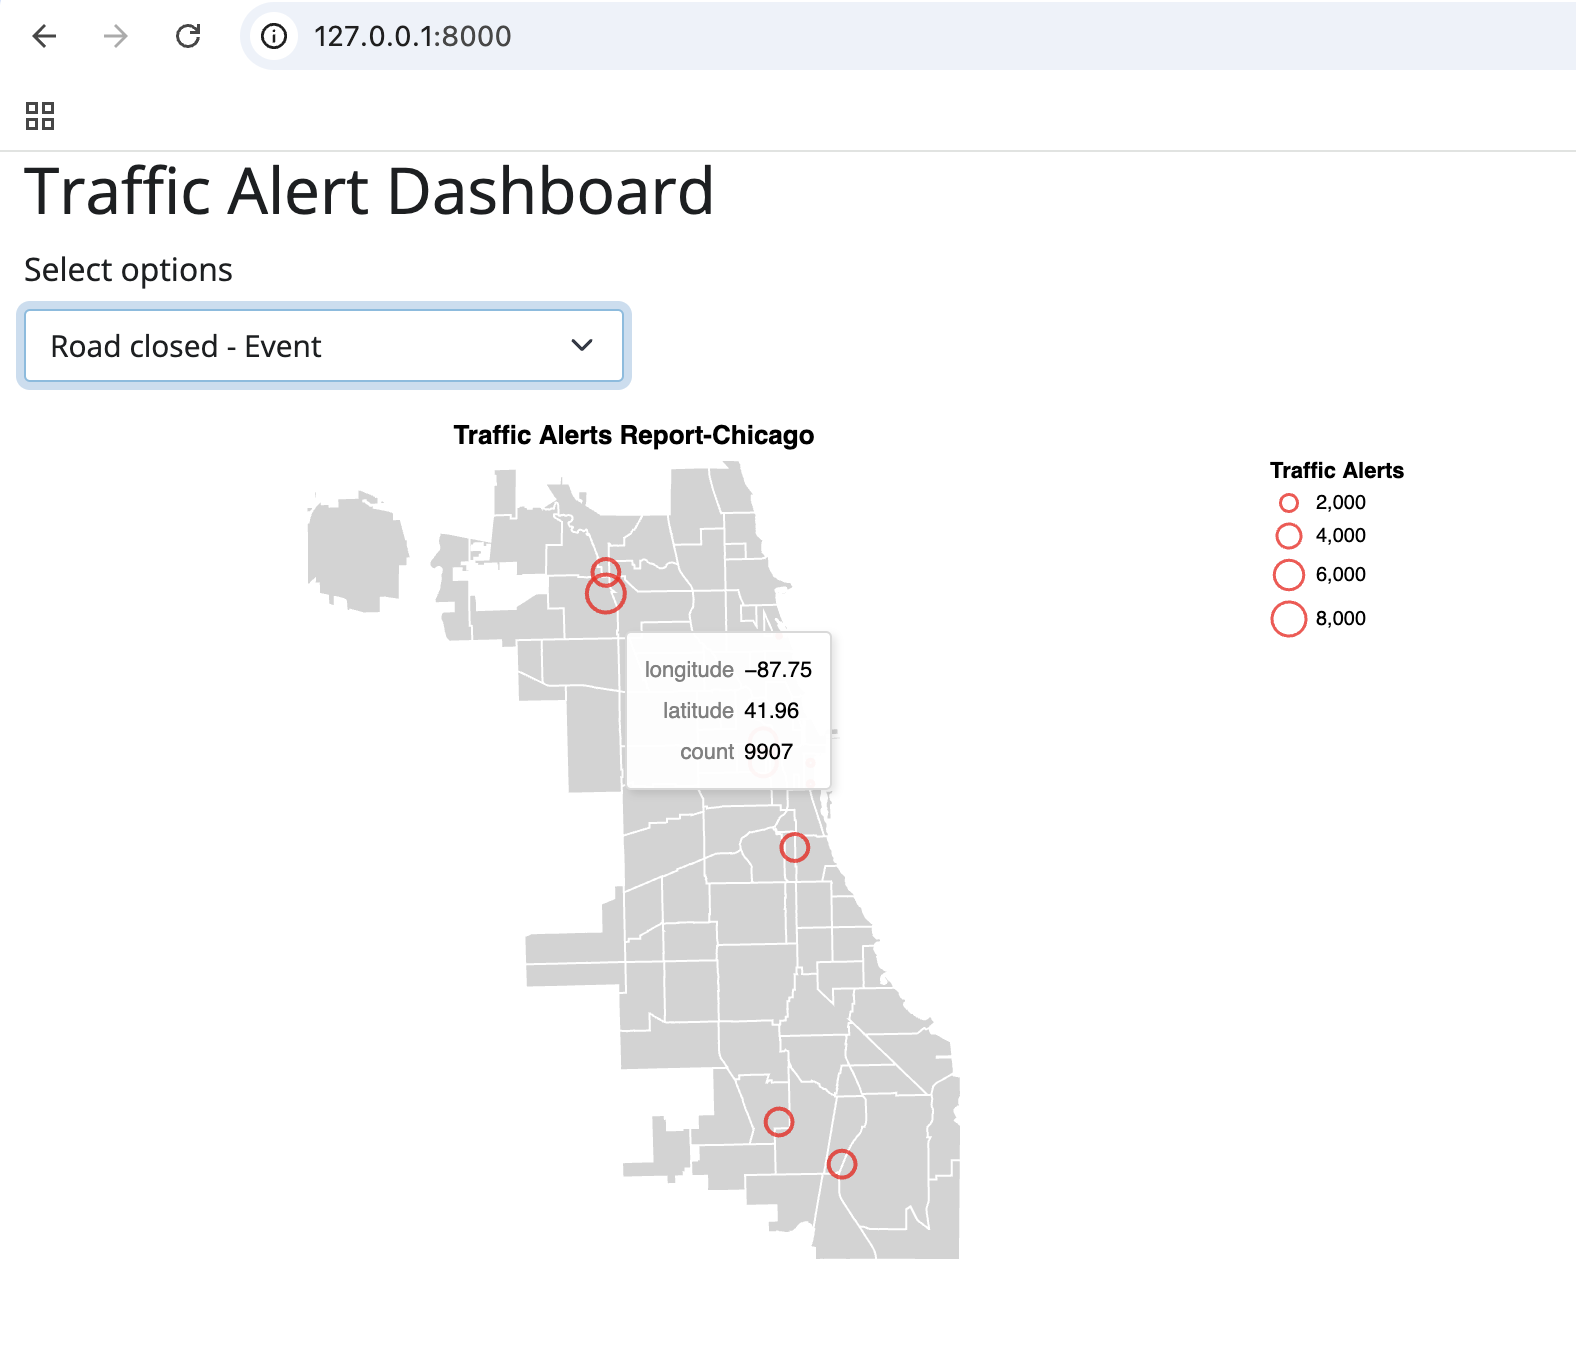 127.0.0.1:8000
Traffic Alert Dashboard
Select options
Road closed - Event
Traffic Alerts Report-Chicago
Traffic Alerts
2,000
4,000
6,000
8,000
longitude –87.75
latitude 41.96
count 9907